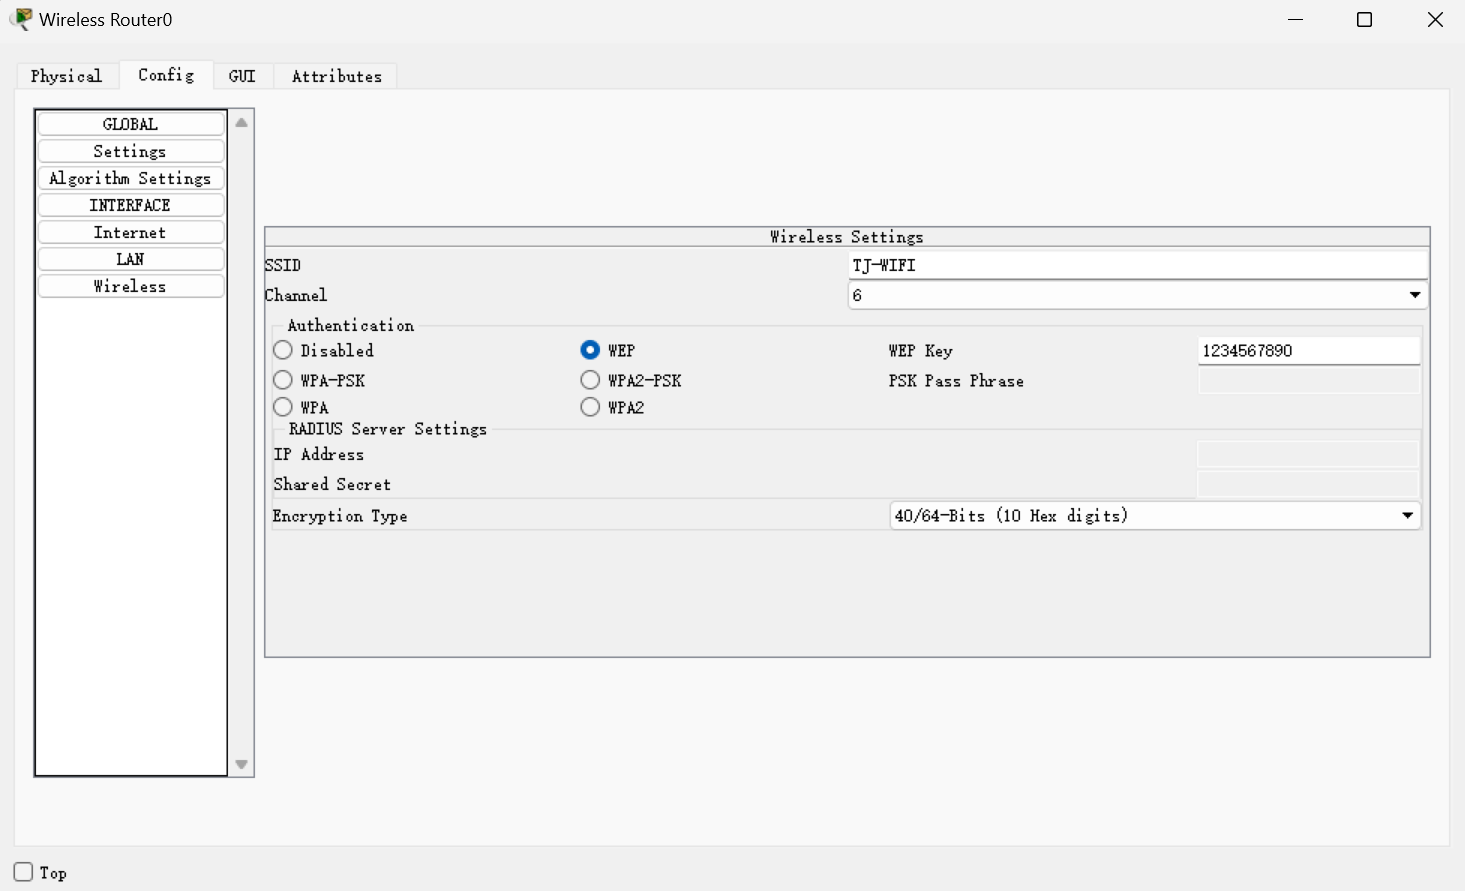 Wireless Router0
Physical Config GUI Attributes
GLOBAL
Settings
Algorithm Settings
INTERFACE
Internet
LAN
Wireless
Wireless Settings
SSID TJ-WIFI
Channel 6
Authentication
Disabled WEP WEP Key 1234567890
WPA-PSK WPA2-PSK PSK Pass Phrase
WPA WPA2
RADIUS Server Settings
IP Address
Shared Secret
Encryption Type 40/64-Bits (10 Hex digits)
Top